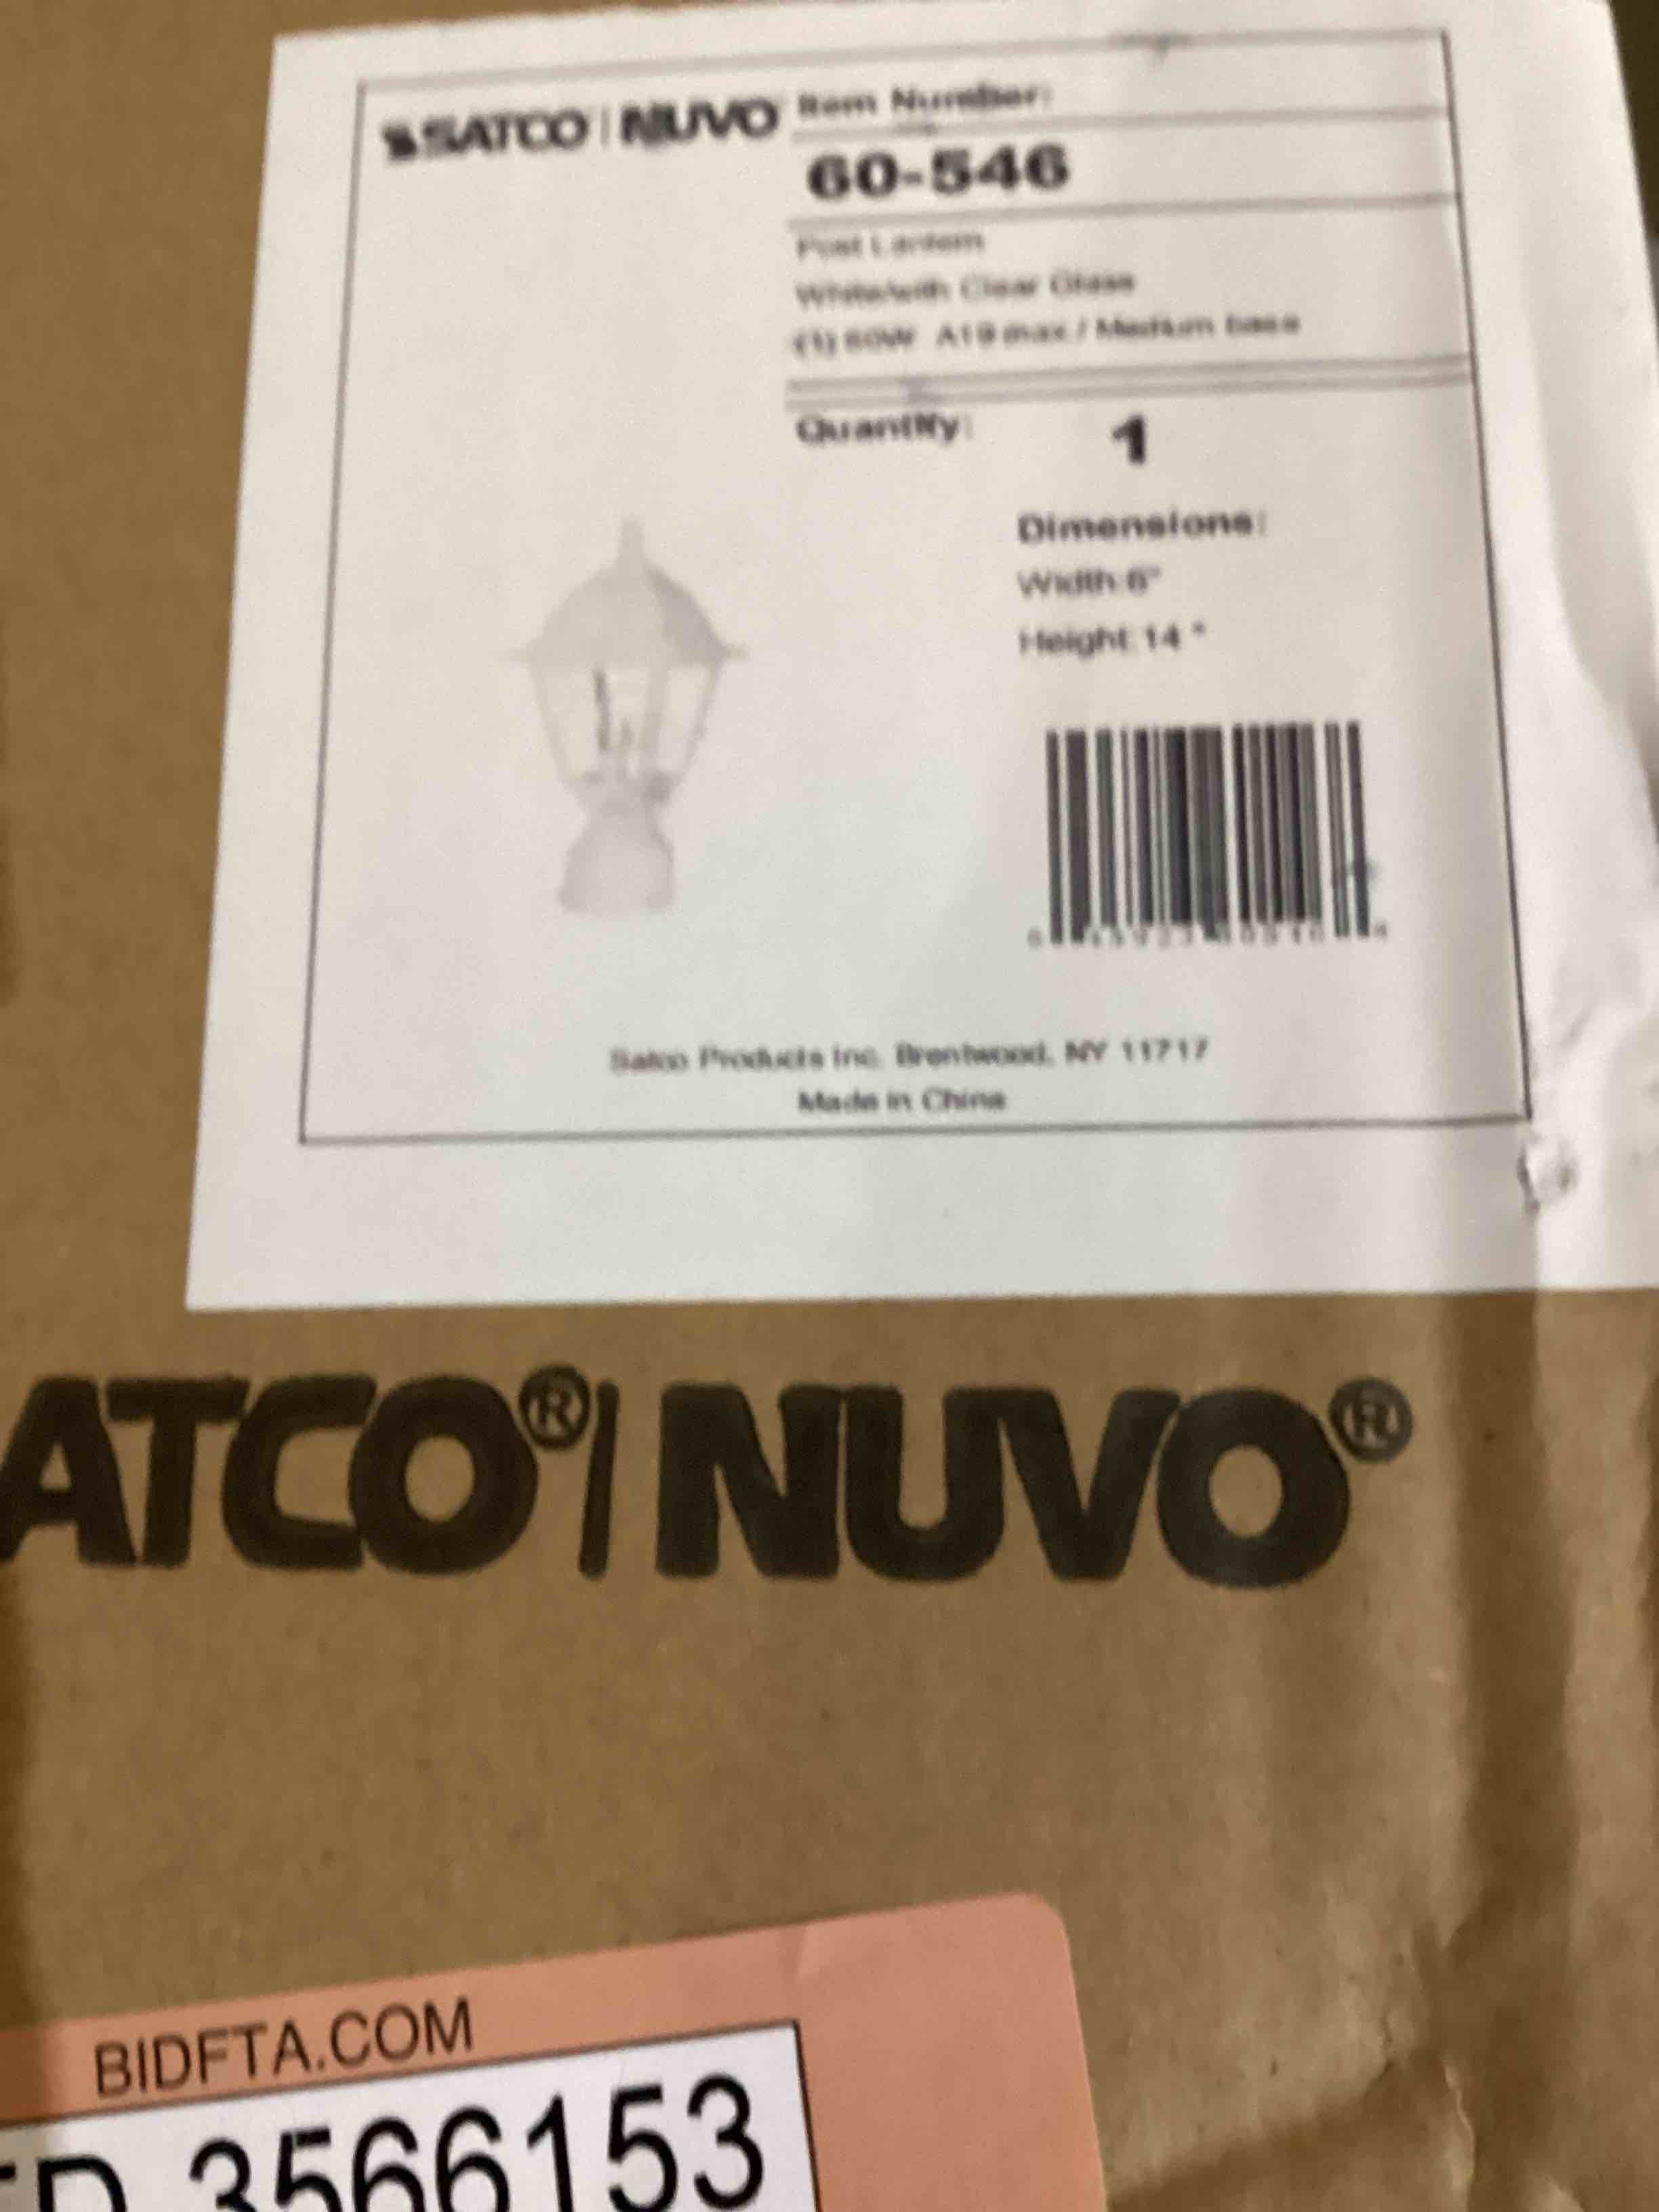 SATCO | NUVO
Item Number:
60-546
Post Lantern
White/with Clear Glass
(1) 60W A19 max / Medium base
Quantity: 1
Dimensions:
Width:6"
Height:14 "
Satco Products Inc. Brentwood, NY 11717
Made in China
ATCO®| NUVO®
BIDFTA.COM
3566153